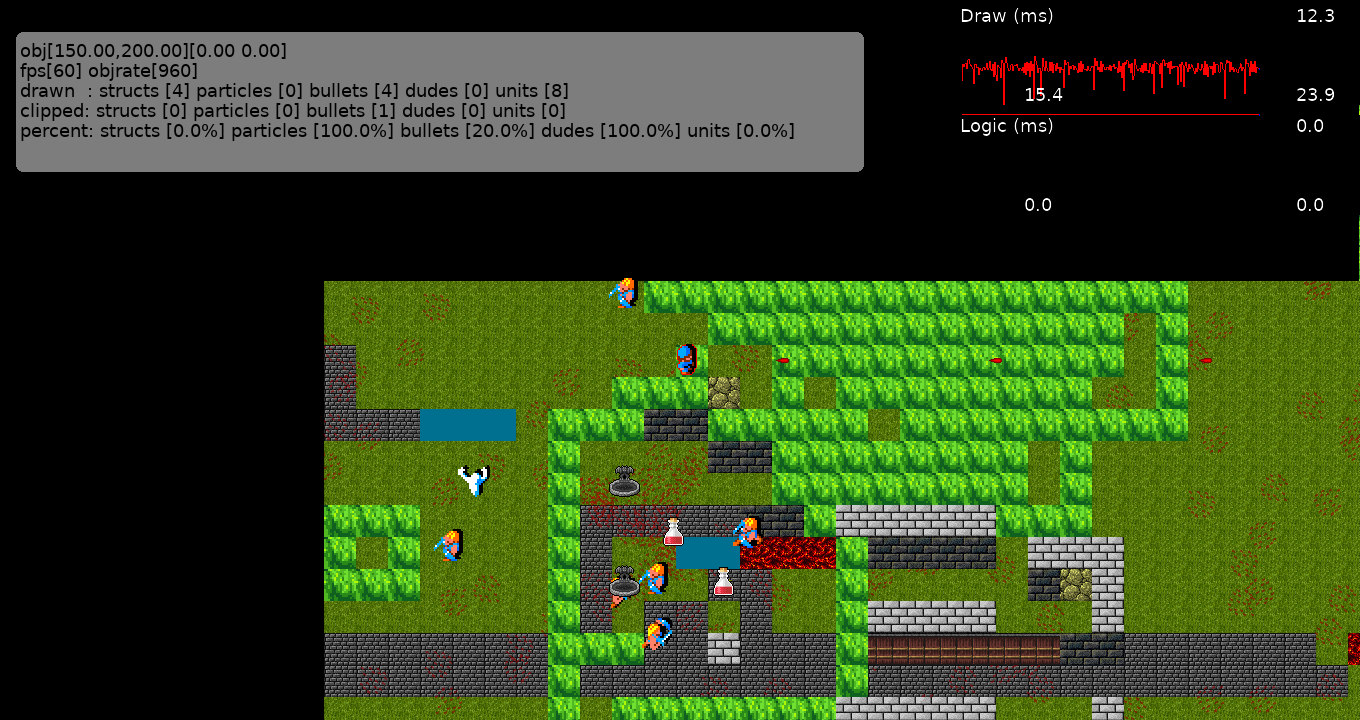 Draw (ms) 12.3
obj[150.00,200.00][0.00 0.00]
fps[60] objrate[960]
drawn  : structs [4] particles [0] bullets [4] dudes [0] units [8]
15.4 23.9
clipped: structs [0] particles [0] bullets [1] dudes [0] units [0]
Logic (ms) 0.0
percent: structs [0.0%] particles [100.0%] bullets [20.0%] dudes [100.0%] units [0.0%]
0.0 0.0